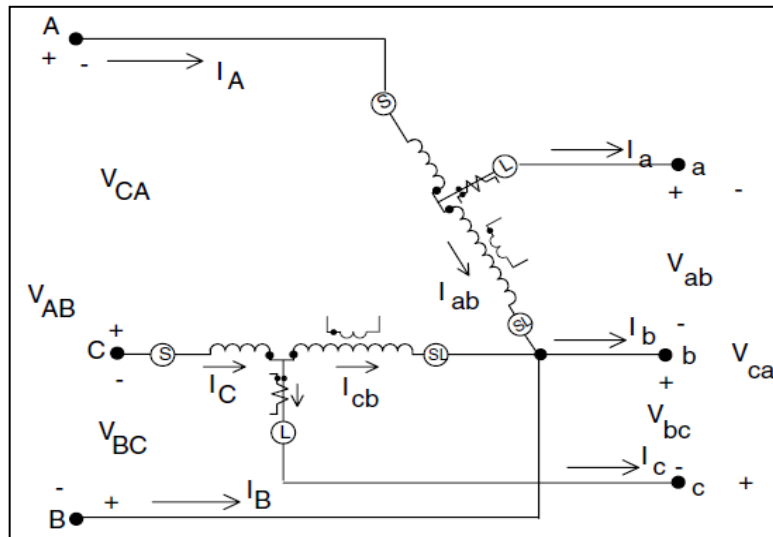 A
+ - I_A
S
L I_a a
+ -
V_CA
V_ab
I_ab
V_AB
SL I_b -
+
C S SL b V_ca
- I_C I_cb +
V_BC L V_bc
I_c -
c +
- + I_B
B